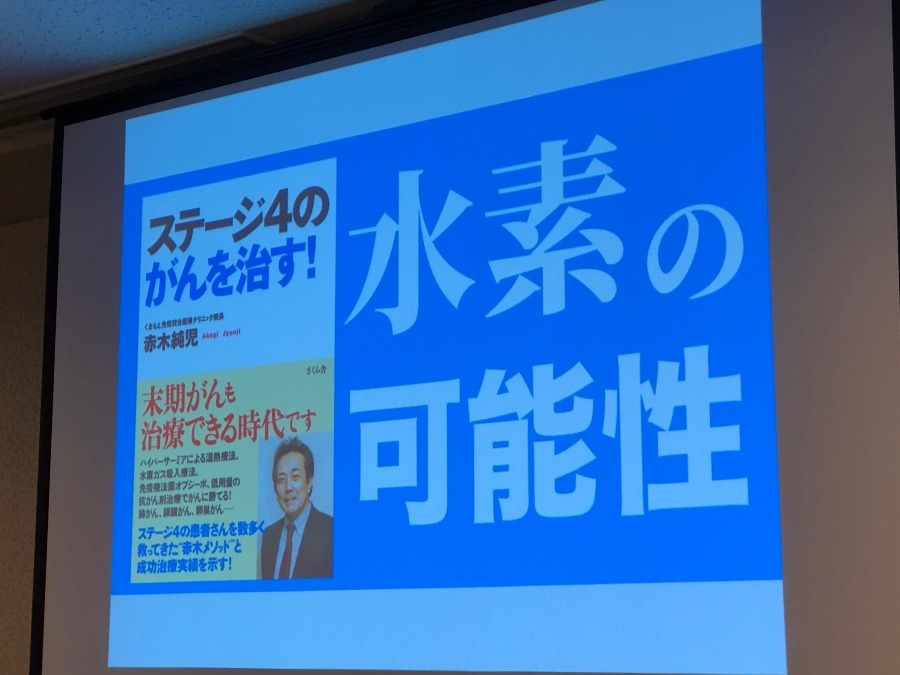 水素の
可能性
ステージ4の
がんを治す!
くまもと免疫統合医療クリニック院長
赤木純児 Akagi Jyunji
さくら舎
末期がんも
治療できる時代です
ハイパーサーミアによる温熱療法、
水素ガス吸入療法、
免疫療法薬オプジーボ、低用量の
抗がん剤治療でがんに勝てる!
肺がん、膵臓がん、卵巣がん──
ステージ4の患者さんを数多く
救ってきた“赤木メソッド”と
成功治療実績を示す!